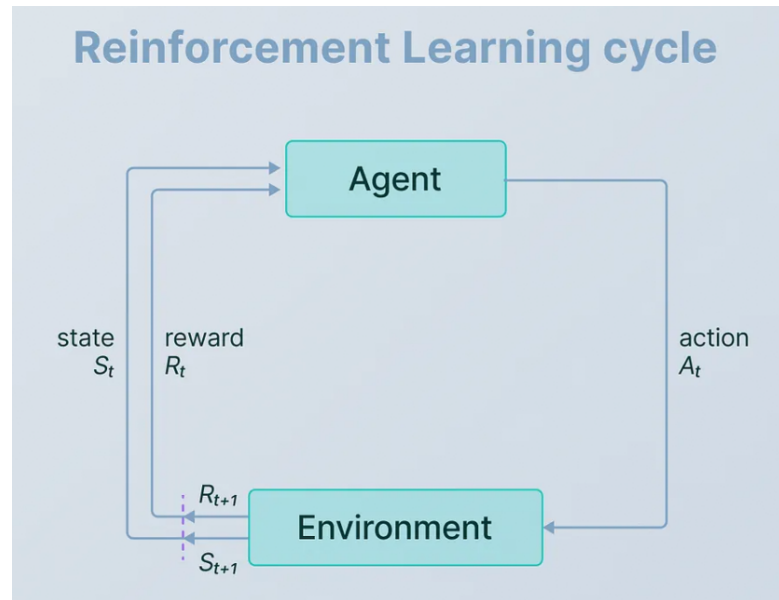 Reinforcement Learning cycle
Agent
state
Sₜ
reward
Rₜ
action
Aₜ
Rₜ₊₁
Environment
Sₜ₊₁